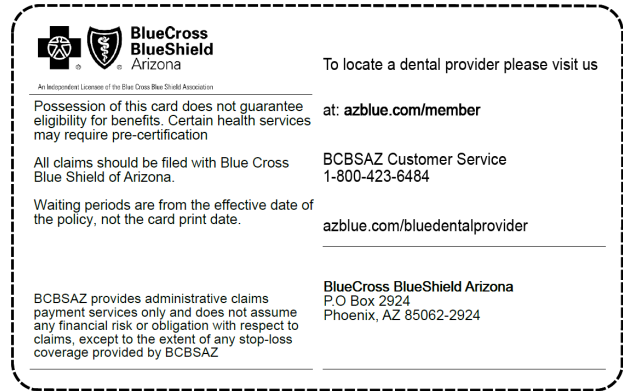 BlueCross
BlueShield
Arizona
An Independent Licensee of the Blue Cross Blue Shield Association
Possession of this card does not guarantee
eligibility for benefits. Certain health services
may require pre-certification
All claims should be filed with Blue Cross
Blue Shield of Arizona.
Waiting periods are from the effective date of
the policy, not the card print date.
BCBSAZ provides administrative claims
payment services only and does not assume
any financial risk or obligation with respect to
claims, except to the extent of any stop-loss
coverage provided by BCBSAZ
To locate a dental provider please visit us
at: azblue.com/member
BCBSAZ Customer Service
1-800-423-6484
azblue.com/bluedentalprovider
BlueCross BlueShield Arizona
P.O Box 2924
Phoenix, AZ 85062-2924